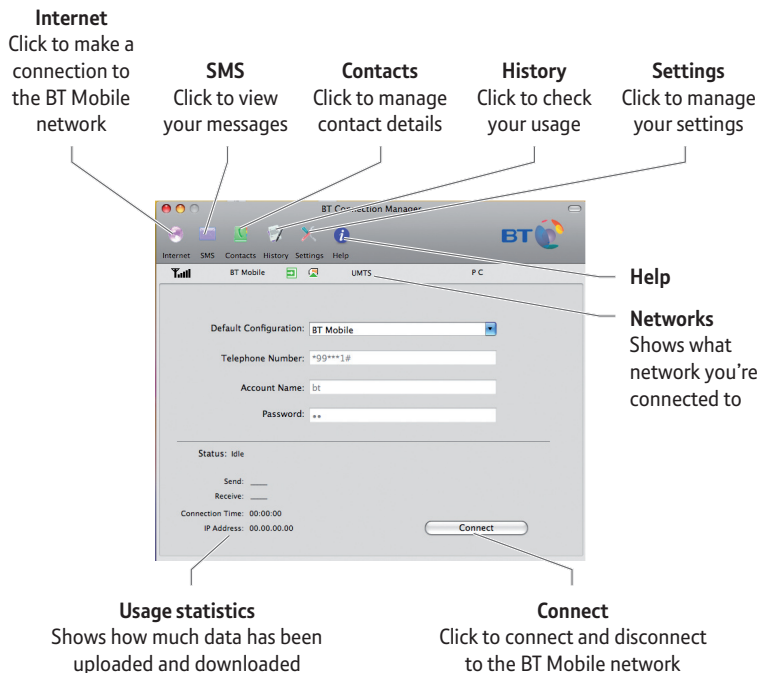 Internet
Click to make a
connection to
the BT Mobile
network
SMS
Click to view
your messages
Contacts
Click to manage
contact details
History
Click to check
your usage
Settings
Click to manage
your settings
BT Connection Manager
BT
Internet SMS Contacts History Settings Help
BT Mobile UMTS P C
Default Configuration: BT Mobile
Telephone Number: *99***1#
Account Name: bt
Password: **
Status: Idle
Send: ___
Receive: ___
Connection Time: 00:00:00
IP Address: 00.00.00.00
Connect
Help
Networks
Shows what
network you're
connected to
Usage statistics
Shows how much data has been
uploaded and downloaded
Connect
Click to connect and disconnect
to the BT Mobile network